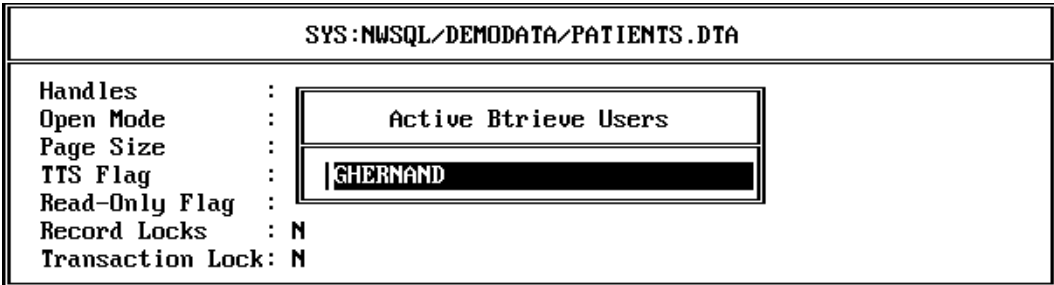 SYS:NWSQL/DEMODATA/PATIENTS.DTA
Handles :
Open Mode : Active Btrieve Users
Page Size :
TTS Flag : GHERNAND
Read-Only Flag :
Record Locks : N
Transaction Lock: N